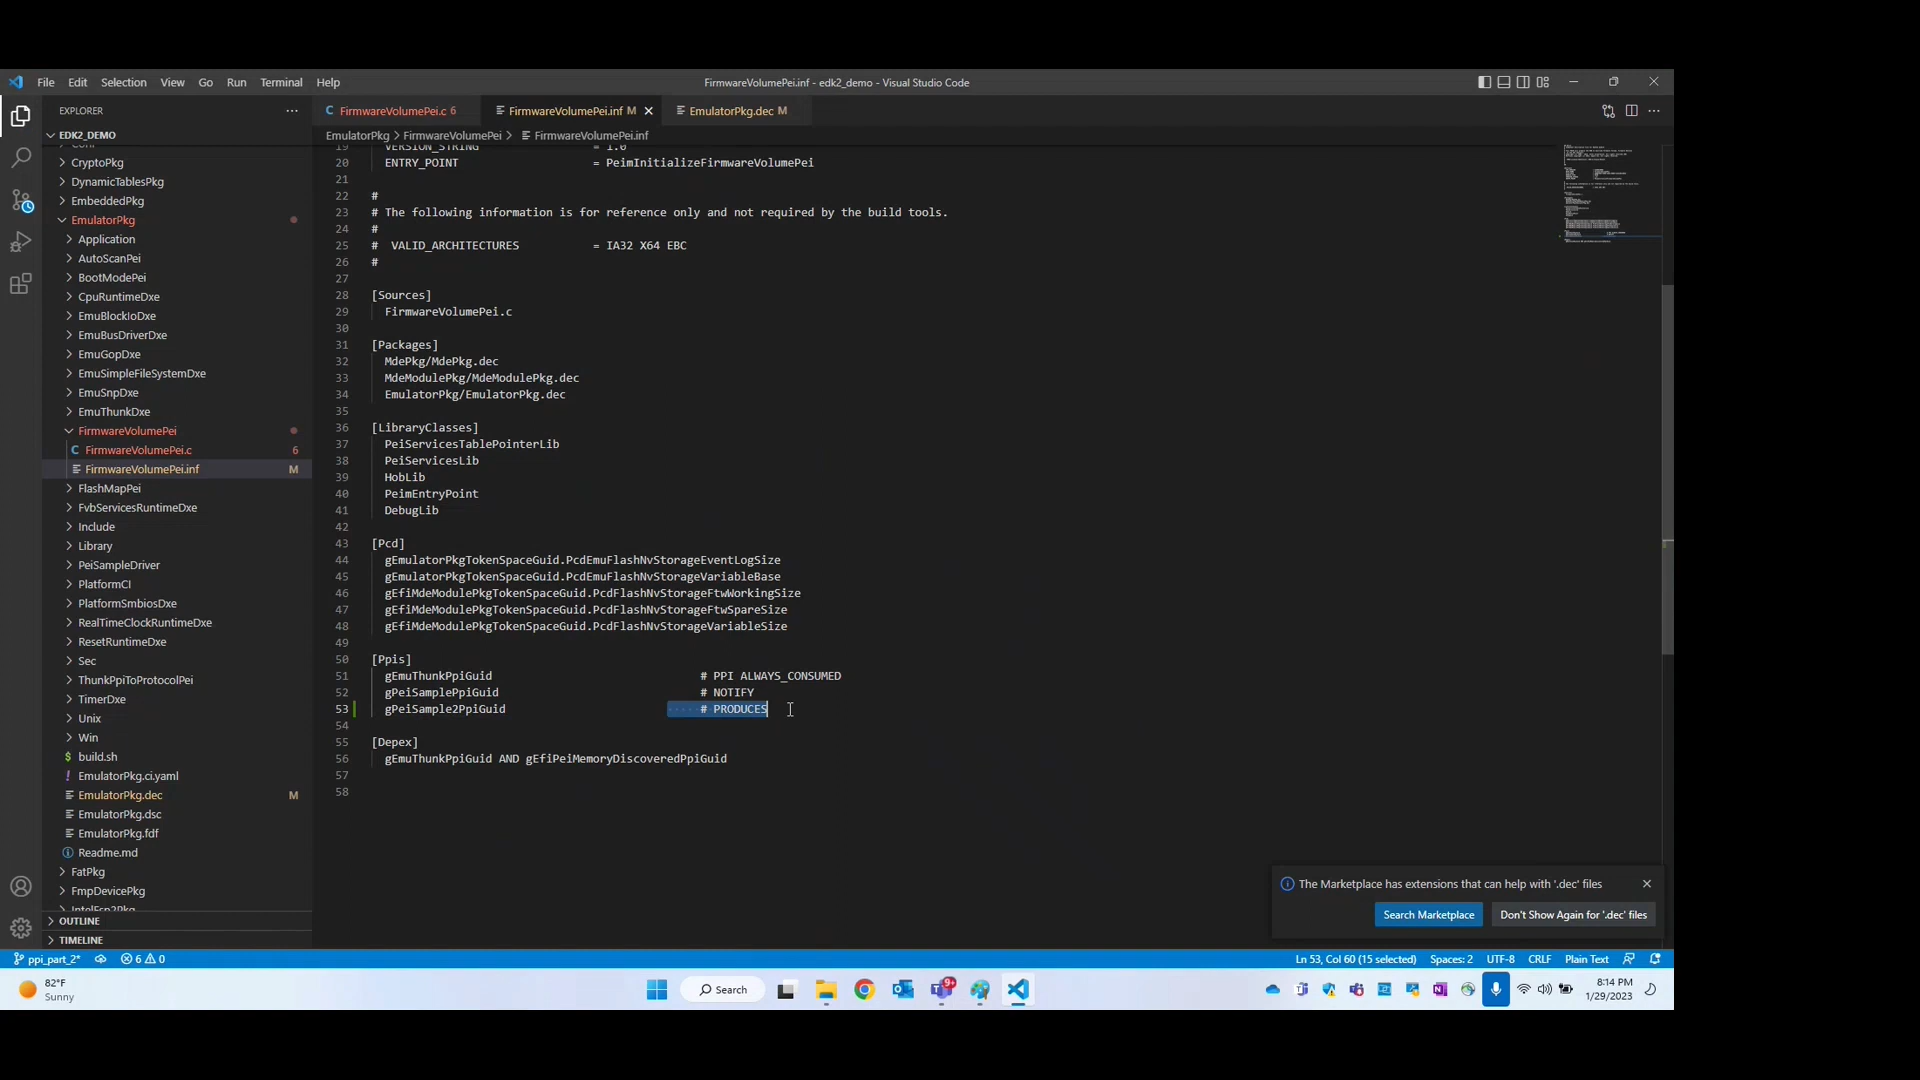 File Edit Selection View Go Run Terminal Help
FirmwareVolumePei.inf - edk2_demo - Visual Studio Code
EXPLORER
EDK2_DEMO
CryptoPkg
DynamicTablesPkg
EmbeddedPkg
EmulatorPkg
Application
AutoScanPei
BootModePei
CpuRuntimeDxe
EmuBlockIoDxe
EmuBusDriverDxe
EmuGopDxe
EmuSimpleFileSystemDxe
EmuSnpDxe
EmuThunkDxe
FirmwareVolumePei
C FirmwareVolumePei.c 6
FirmwareVolumePei.inf M
FlashMapPei
FvbServicesRuntimeDxe
Include
Library
PeiSampleDriver
PlatformCI
PlatformSmbiosDxe
RealTimeClockRuntimeDxe
ResetRuntimeDxe
Sec
ThunkPpiToProtocolPei
TimerDxe
Unix
Win
$ build.sh
! EmulatorPkg.ci.yaml
EmulatorPkg.dec M
EmulatorPkg.dsc
EmulatorPkg.fdf
Readme.md
FatPkg
FmpDevicePkg
IntelFsp2Pkg
OUTLINE
TIMELINE
C FirmwareVolumePei.c 6 FirmwareVolumePei.inf M EmulatorPkg.dec M
EmulatorPkg > FirmwareVolumePei > FirmwareVolumePei.inf
19 VERSION_STRING = 1.0
20 ENTRY_POINT = PeimInitializeFirmwareVolumePei
21
22 #
23 # The following information is for reference only and not required by the build tools.
24 #
25 # VALID_ARCHITECTURES = IA32 X64 EBC
26 #
27
28 [Sources]
29 FirmwareVolumePei.c
30
31 [Packages]
32 MdePkg/MdePkg.dec
33 MdeModulePkg/MdeModulePkg.dec
34 EmulatorPkg/EmulatorPkg.dec
35
36 [LibraryClasses]
37 PeiServicesTablePointerLib
38 PeiServicesLib
39 HobLib
40 PeimEntryPoint
41 DebugLib
42
43 [Pcd]
44 gEmulatorPkgTokenSpaceGuid.PcdEmuFlashNvStorageEventLogSize
45 gEmulatorPkgTokenSpaceGuid.PcdEmuFlashNvStorageVariableBase
46 gEfiMdeModulePkgTokenSpaceGuid.PcdFlashNvStorageFtwWorkingSize
47 gEfiMdeModulePkgTokenSpaceGuid.PcdFlashNvStorageFtwSpareSize
48 gEfiMdeModulePkgTokenSpaceGuid.PcdFlashNvStorageVariableSize
49
50 [Ppis]
51 gEmuThunkPpiGuid # PPI ALWAYS_CONSUMED
52 gPeiSamplePpiGuid # NOTIFY
53 gPeiSample2PpiGuid # PRODUCES
54
55 [Depex]
56 gEmuThunkPpiGuid AND gEfiPeiMemoryDiscoveredPpiGuid
57
58
The Marketplace has extensions that can help with '.dec' files
Search Marketplace Don't Show Again for '.dec' files
ppi_part_2* 6 0 Ln 53, Col 60 (15 selected) Spaces: 2 UTF-8 CRLF Plain Text
82°F
Sunny
Search
9+
8:14 PM
1/29/2023